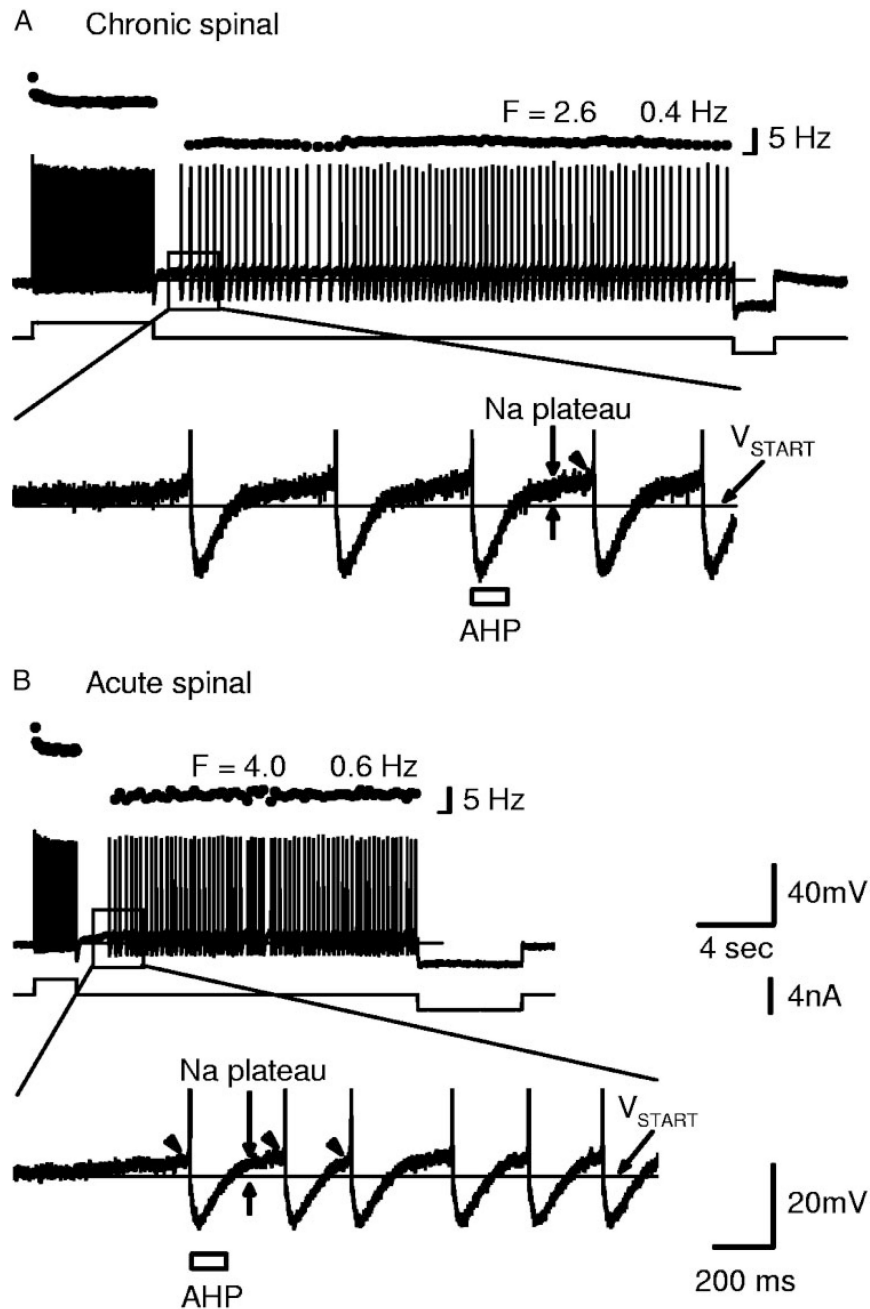 A Chronic spinal
F = 2.6 0.4 Hz
5 Hz
Na plateau
VSTART
AHP
B Acute spinal
F = 4.0 0.6 Hz
5 Hz
40mV
4 sec
4nA
Na plateau
VSTART
20mV
AHP
200 ms